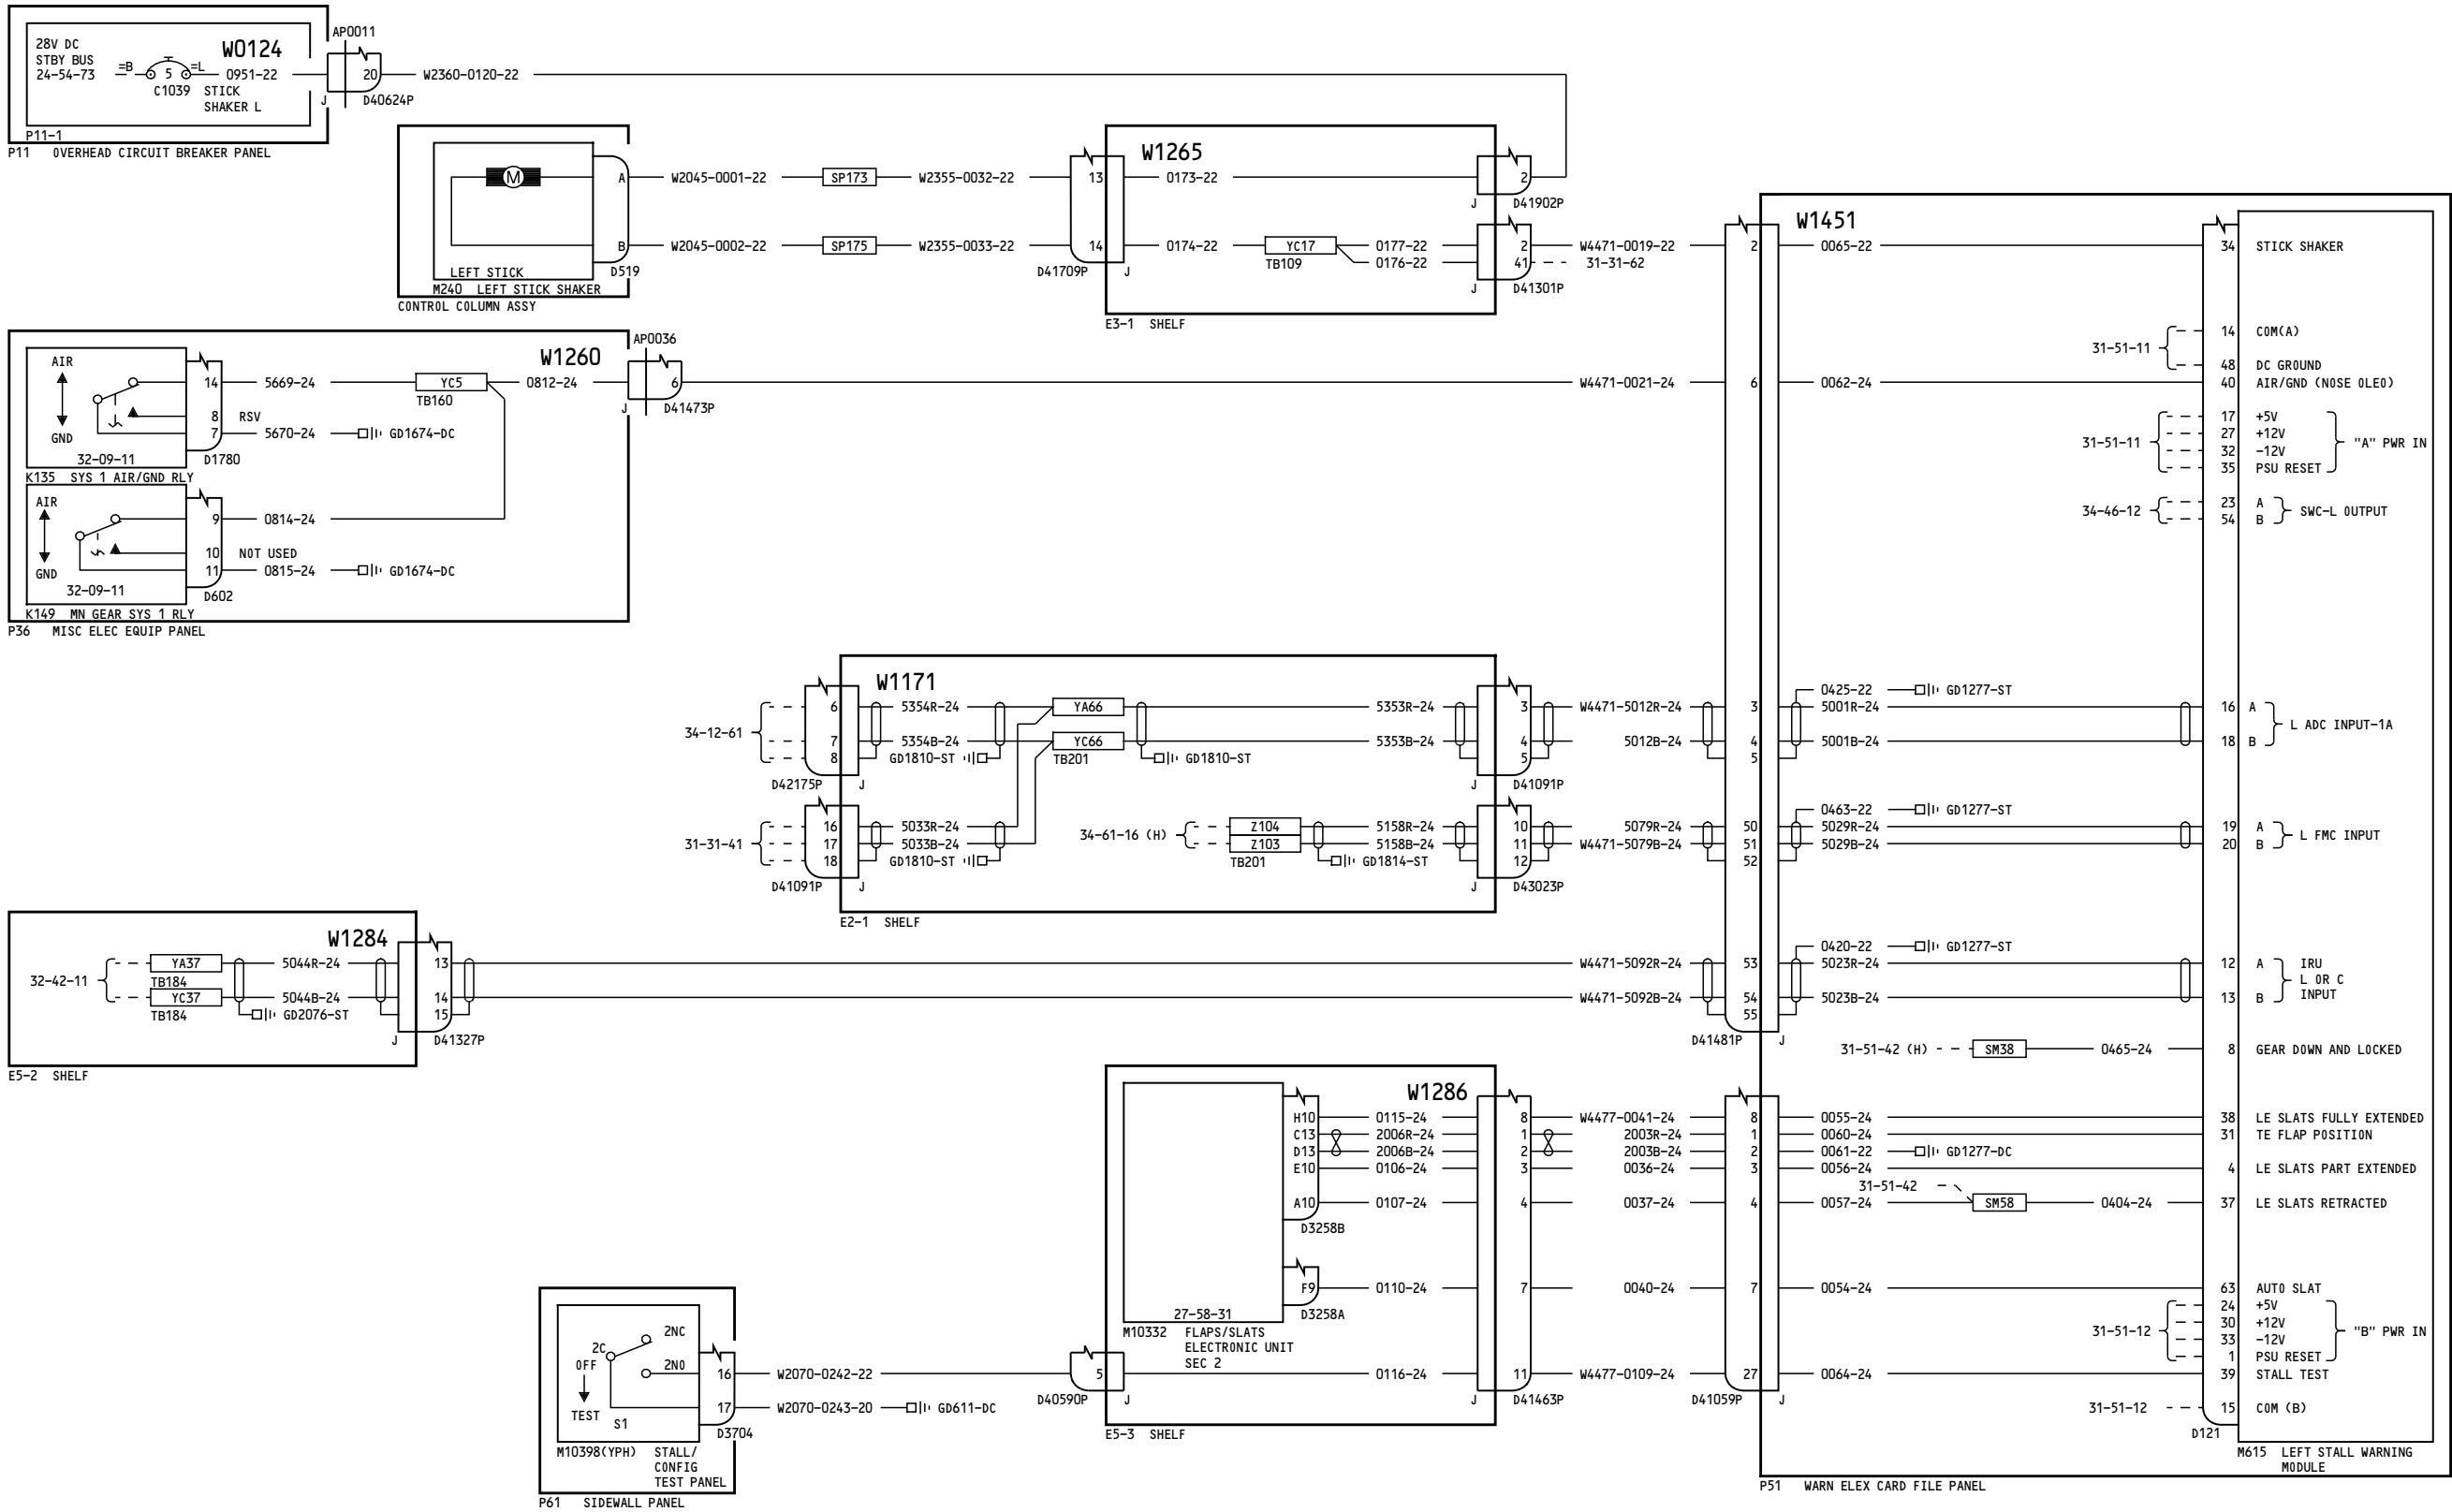 28V DC
STBY BUS
24-54-73
=B
5
=L
C1039
STICK
SHAKER L
W0124
0951-22
P11-1
P11 OVERHEAD CIRCUIT BREAKER PANEL
AP0011
20
J
D40624P
W2360-0120-22
M
LEFT STICK
M240 LEFT STICK SHAKER
CONTROL COLUMN ASSY
A
B
D519
W2045-0001-22
SP173
W2355-0032-22
W2045-0002-22
SP175
W2355-0033-22
13
14
D41709P
J
W1265
0173-22
0174-22
YC17
TB109
0177-22
0176-22
2
J
D41902P
2
41
J
D41301P
E3-1 SHELF
W4471-0019-22
31-31-62
AIR
GND
32-09-11
K135 SYS 1 AIR/GND RLY
14
8
7
D1780
RSV
5669-24
5670-24
GD1674-DC
YC5
TB160
W1260
0812-24
AIR
GND
32-09-11
K149 MN GEAR SYS 1 RLY
9
10
11
D602
0814-24
NOT USED
0815-24
GD1674-DC
P36 MISC ELEC EQUIP PANEL
AP0036
6
J
D41473P
W4471-0021-24
34-12-61
6
7
8
D42175P
J
W1171
5354R-24
5354B-24
GD1810-ST
YA66
YC66
TB201
GD1810-ST
5353R-24
5353B-24
3
4
5
J
D41091P
W4471-5012R-24
5012B-24
31-31-41
16
17
18
D41091P
J
5033R-24
5033B-24
GD1810-ST
34-61-16 (H)
Z104
Z103
TB201
5158R-24
5158B-24
GD1814-ST
10
11
12
J
D43023P
5079R-24
W4471-5079B-24
E2-1 SHELF
W1284
32-42-11
YA37
TB184
YC37
TB184
5044R-24
5044B-24
GD2076-ST
13
14
15
J
D41327P
E5-2 SHELF
W4471-5092R-24
W4471-5092B-24
W1451
2
6
3
4
5
50
51
52
53
54
55
D41481P
J
0065-22
0062-24
0425-22
GD1277-ST
5001R-24
5001B-24
0463-22
GD1277-ST
5029R-24
5029B-24
0420-22
GD1277-ST
5023R-24
5023B-24
31-51-42 (H)
SM38
0465-24
34 STICK SHAKER
31-51-11
14 COM(A)
48 DC GROUND
40 AIR/GND (NOSE OLEO)
31-51-11
17 +5V
27 +12V
32 -12V
35 PSU RESET
"A" PWR IN
34-46-12
23 A
54 B
SWC-L OUTPUT
16 A
18 B
L ADC INPUT-1A
19 A
20 B
L FMC INPUT
12 A
13 B
IRU
L OR C
INPUT
8 GEAR DOWN AND LOCKED
38 LE SLATS FULLY EXTENDED
31 TE FLAP POSITION
4 LE SLATS PART EXTENDED
37 LE SLATS RETRACTED
63 AUTO SLAT
31-51-12
24 +5V
30 +12V
33 -12V
1 PSU RESET
"B" PWR IN
39 STALL TEST
31-51-12
15 COM (B)
D121
M615 LEFT STALL WARNING
MODULE
P51 WARN ELEX CARD FILE PANEL
W1286
H10
C13
D13
E10
A10
D3258B
F9
D3258A
27-58-31
M10332 FLAPS/SLATS
ELECTRONIC UNIT
SEC 2
0115-24
2006R-24
2006B-24
0106-24
0107-24
0110-24
0116-24
8
1
2
3
4
7
11
J
D41463P
5
D40590P
J
E5-3 SHELF
W4477-0041-24
2003R-24
2003B-24
0036-24
0037-24
0040-24
W4477-0109-24
8
1
2
3
4
7
27
D41059P
J
0055-24
0060-24
0061-22
GD1277-DC
0056-24
31-51-42
0057-24
SM58
0404-24
0054-24
0064-24
2C
2NC
2NO
OFF
TEST
S1
16
17
D3704
M10398(YPH) STALL/
CONFIG
TEST PANEL
P61 SIDEWALL PANEL
W2070-0242-22
W2070-0243-20
GD611-DC